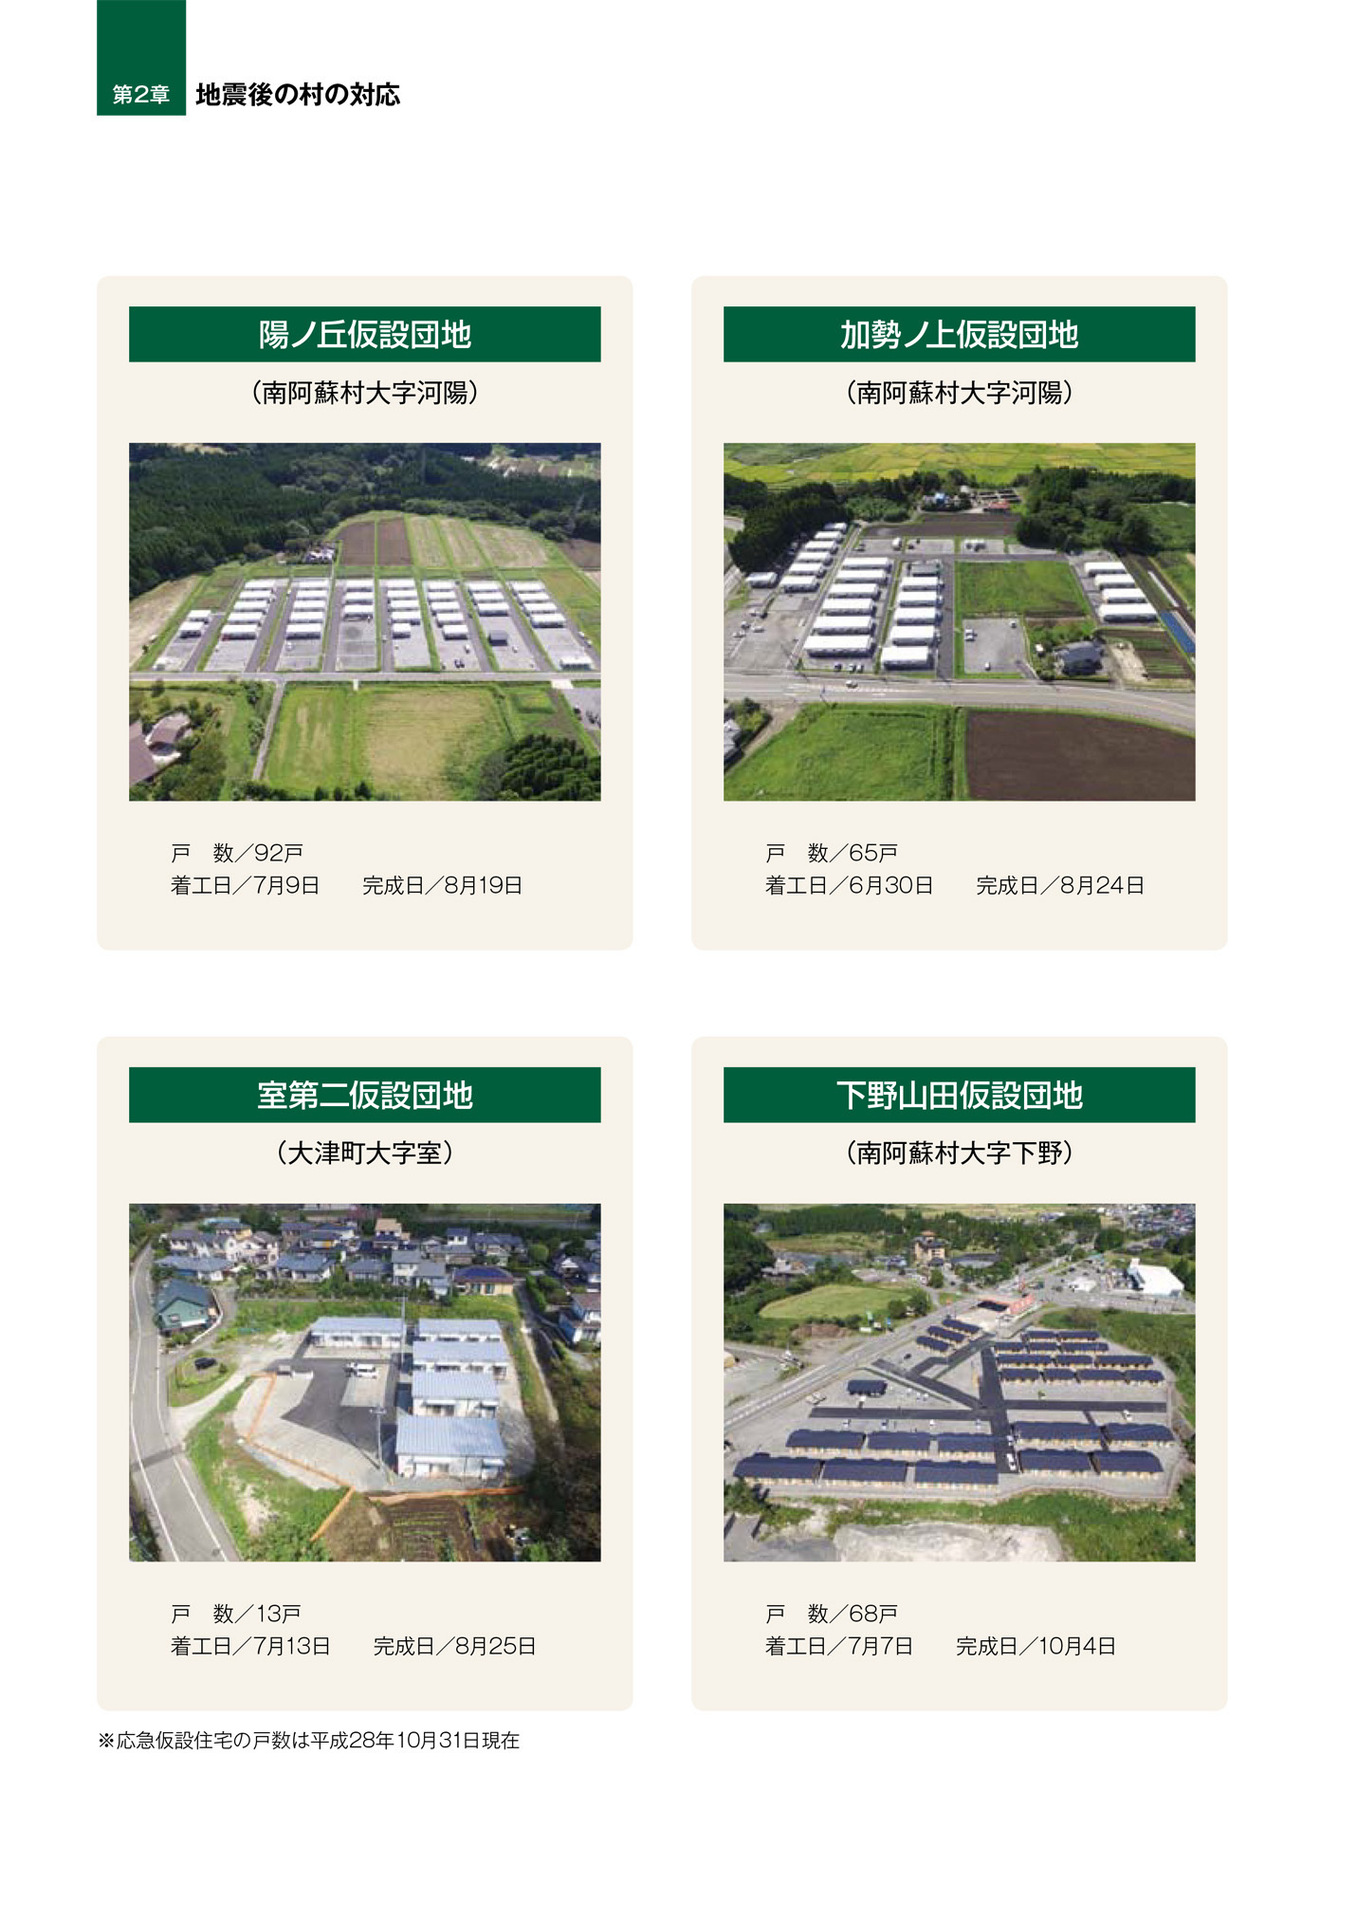 第2章 地震後の村の対応
陽ノ丘仮設団地
（南阿蘇村大字河陽）
戸　数／92戸
着工日／7月9日　　完成日／8月19日
加勢ノ上仮設団地
（南阿蘇村大字河陽）
戸　数／65戸
着工日／6月30日　　完成日／8月24日
室第二仮設団地
（大津町大字室）
戸　数／13戸
着工日／7月13日　　完成日／8月25日
下野山田仮設団地
（南阿蘇村大字下野）
戸　数／68戸
着工日／7月7日　　完成日／10月4日
※応急仮設住宅の戸数は平成28年10月31日現在